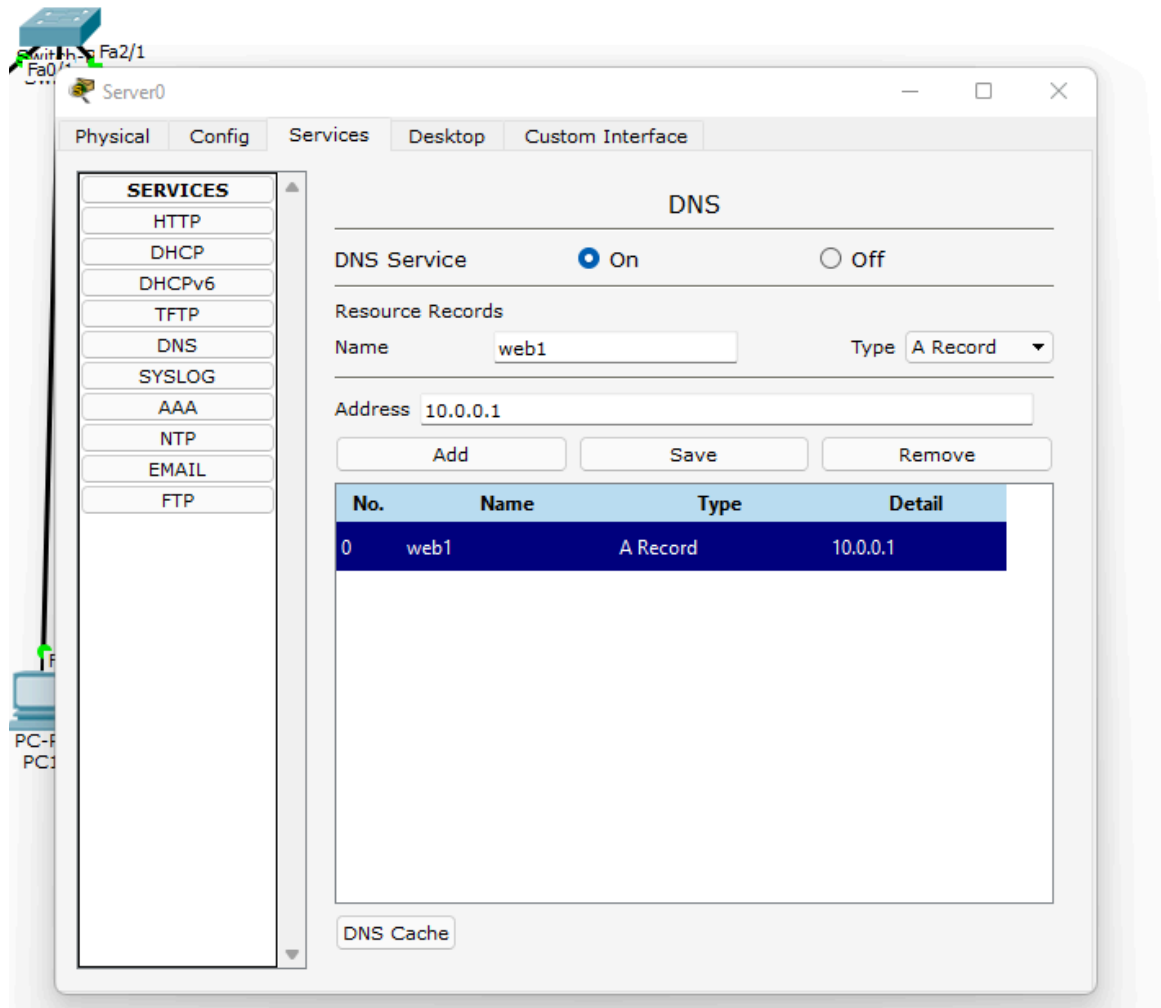 Fa2/1
Fa0/1
Server0
Physical Config Services Desktop Custom Interface
SERVICES
HTTP
DHCP
DHCPv6
TFTP
DNS
SYSLOG
AAA
NTP
EMAIL
FTP
DNS
DNS Service On Off
Resource Records
Name web1 Type A Record
Address 10.0.0.1
Add Save Remove
No. Name Type Detail
0 web1 A Record 10.0.0.1
DNS Cache
PC1